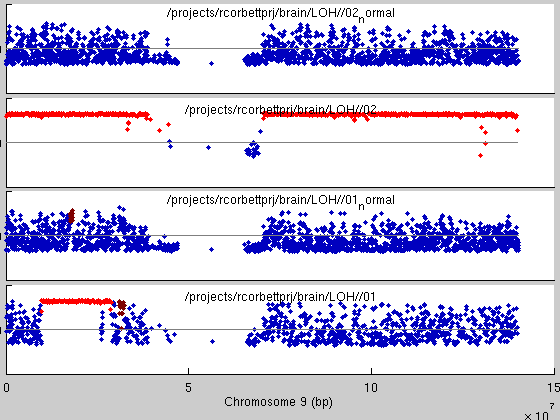 /projects/rcorbettprj/brain/LOH//02_normal
/projects/rcorbettprj/brain/LOH//02
/projects/rcorbettprj/brain/LOH//01_normal
/projects/rcorbettprj/brain/LOH//01
0 5 10 15
Chromosome 9 (bp)
× 10^7